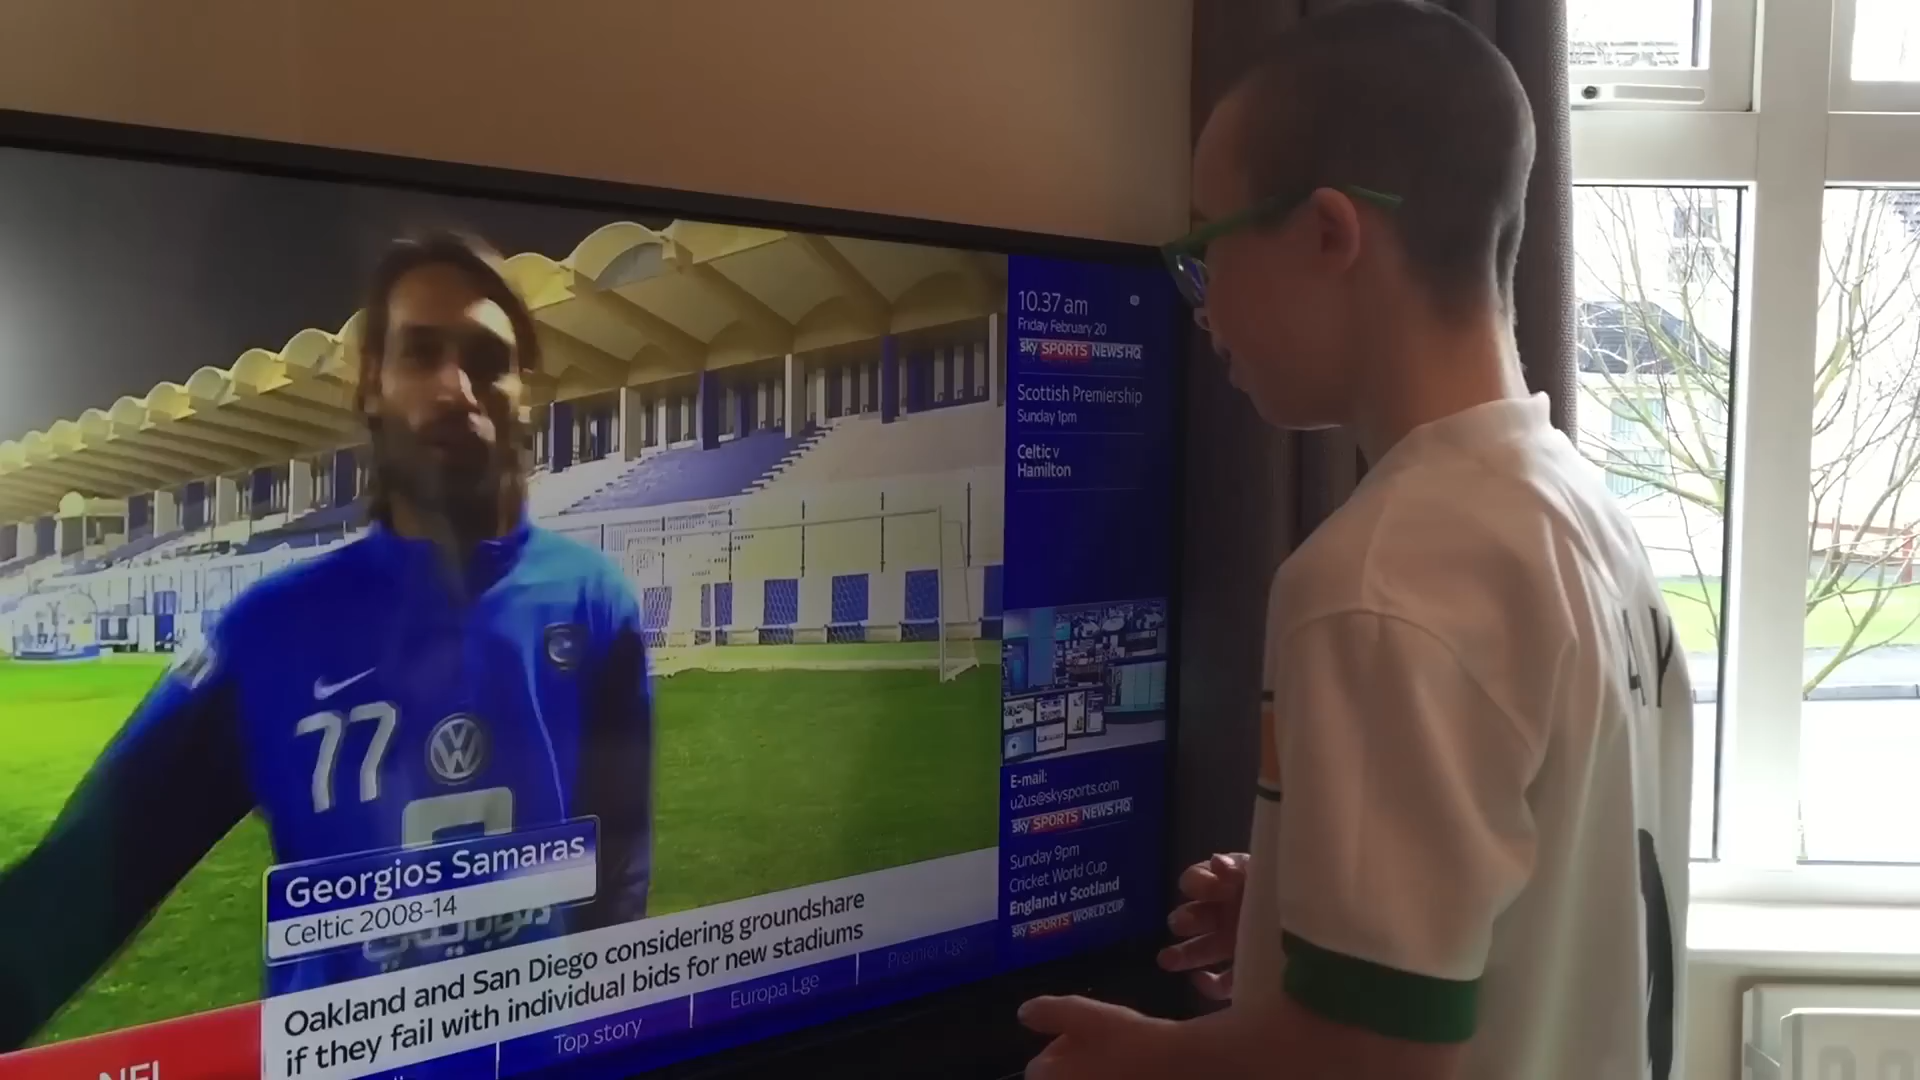 10.37 am
Friday February 20
sky SPORTS NEWS HQ
Scottish Premiership
Sunday 1pm
Celtic v
Hamilton
77
Georgios Samaras
Celtic 2008-14
E-mail:
u2us@skysports.com
sky SPORTS NEWS HQ
Sunday 9pm
Cricket World Cup
England v Scotland
sky SPORTS WORLD CUP
Oakland and San Diego considering groundshare
if they fail with individual bids for new stadiums
NFL
Top story
Europa Lge
Premier Lge